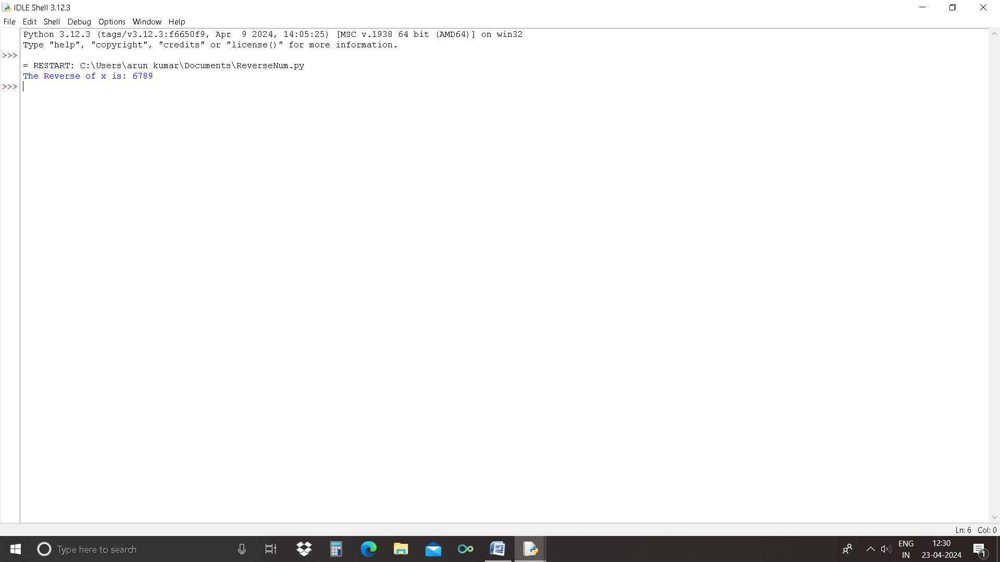 IDLE Shell 3.12.3
File Edit Shell Debug Options Window Help
Python 3.12.3 (tags/v3.12.3:f6650f9, Apr  9 2024, 14:05:25) [MSC v.1938 64 bit (AMD64)] on win32
Type "help", "copyright", "credits" or "license()" for more information.
>>>
= RESTART: C:\Users\arun kumar\Documents\ReverseNum.py
The Reverse of x is: 6789
>>>
Ln: 6 Col: 0
Type here to search
ENG
IN
12:30
23-04-2024
1